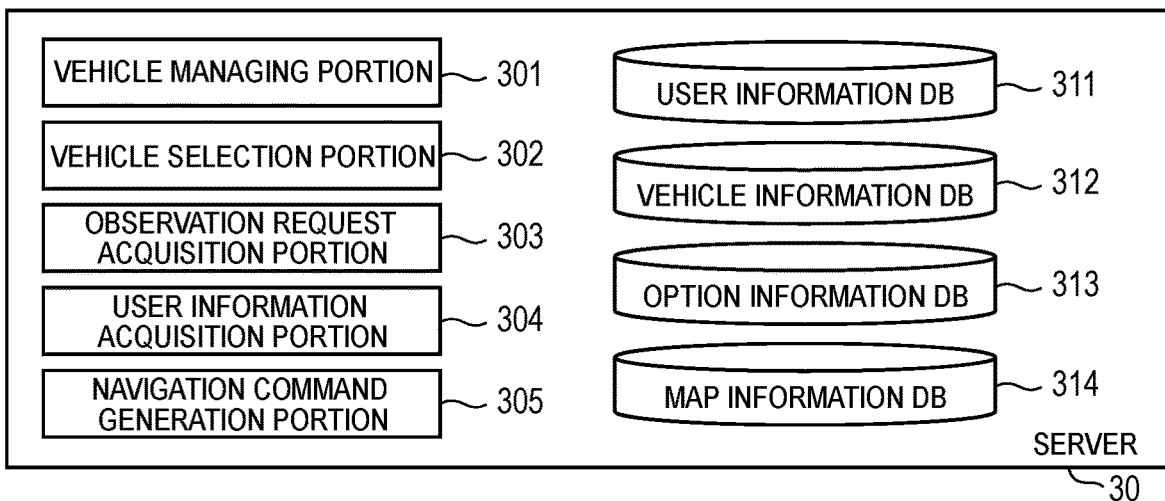 VEHICLE MANAGING PORTION
301
VEHICLE SELECTION PORTION
302
OBSERVATION REQUEST
ACQUISITION PORTION
303
USER INFORMATION
ACQUISITION PORTION
304
NAVIGATION COMMAND
GENERATION PORTION
305
USER INFORMATION DB
311
VEHICLE INFORMATION DB
312
OPTION INFORMATION DB
313
MAP INFORMATION DB
314
SERVER
30